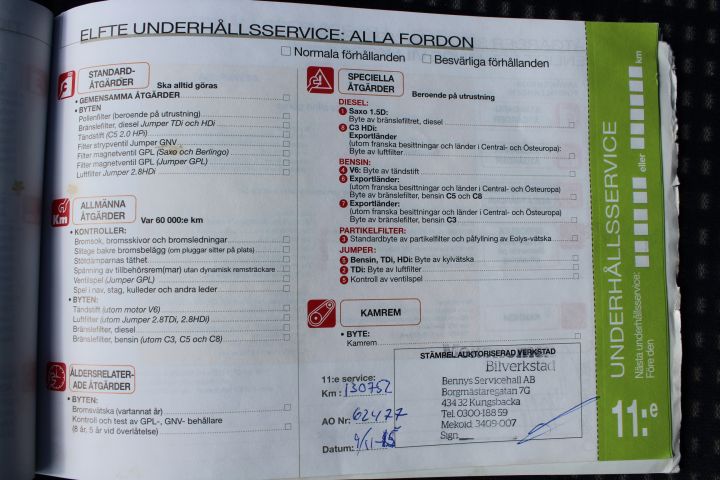 ELFTE UNDERHÅLLSSERVICE: ALLA FORDON
Normala förhållanden
Besvärliga förhållanden
STANDARD-
ÅTGÄRDER
Ska alltid göras
• GEMENSAMMA ÅTGÄRDER
• BYTEN
Pollenfilter (beroende på utrustning)
Bränslefilter, diesel Jumper TDi och HDi
Tändstift (C5 2.0 HPi)
Filter strypventil Jumper GNV
Filter magnetventil GPL (Saxo och Berlingo)
Filter magnetventil GPL (Jumper GPL)
Luftfilter Jumper 2.8HDi
Km
ALLMÄNNA
ÅTGÄRDER
Var 60 000:e km
• KONTROLLER:
Bromsok, bromsskivor och bromsledningar
Slitage bakre bromsbelägg (om pluggar sitter på plats)
Stötdämparnas täthet
Spänning av tillbehörsrem(mar) utan dynamisk remsträckare
Ventilspel (Jumper GPL)
Spel i nav, stag, kulleder och andra leder
• BYTEN:
Tändstift (utom motor V6)
Luftfilter (utom Jumper 2.8TDi, 2.8HDi)
Bränslefilter, diesel
Bränslefilter, bensin (utom C3, C5 och C8)
ÅLDERSRELATER-
ADE ÅTGÄRDER
• BYTEN:
Bromsvätska (vartannat år)
Kontroll och test av GPL-, GNV- behållare
(8 år, 5 år vid överlåtelse)
SPECIELLA
ÅTGÄRDER
Beroende på utrustning
DIESEL:
1 Saxo 1.5D:
Byte av bränslefiltret, diesel
8 C3 HDi:
Exportländer
(utom franska besittningar och länder i Central- och Östeuropa):
Byte av luftfilter
BENSIN:
4 V6: Byte av tändstift
6 Exportländer:
(utom franska besittningar och länder i Central- och Östeuropa)
Byte av bränslefilter, bensin C5 och C8
7 Exportländer:
(utom franska besittningar och länder i Central- och Östeuropa)
Byte av bränslefilter, bensin C3
PARTIKELFILTER:
3 Standardbyte av partikelfilter och påfyllning av Eolys-vätska
JUMPER:
Bensin, TDi, HDi: Byte av kylvätska
2 TDi: Byte av luftfilter
5 Kontroll av ventilspel
KAMREM
• BYTE:
Kamrem
11:e service:
Km: 130752
AO Nr: 62477
Datum: 4/11-15
STÄMPEL AUKTORISERAD VERKSTAD
Bilverkstad
Bennys Servicehall AB
Borgmästaregatan 7G
434 32 Kungsbacka
Tel. 0300-188 59
Mekoid: 3409-007
Sign.
UNDERHÅLLSSERVICE
Nästa underhållsservice:
Före den
eller
km
11:e